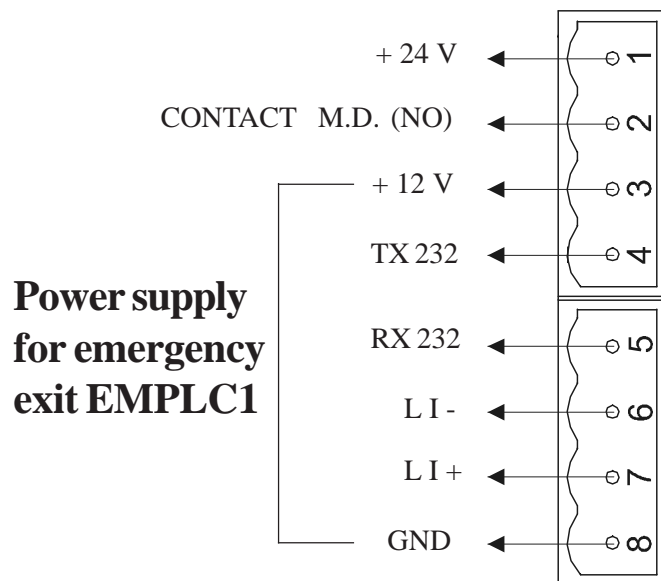 + 24 V 1
CONTACT M.D. (NO) 2
+ 12 V 3
TX 232 4
Power supply
for emergency
exit EMPLC1
RX 232 5
L I - 6
L I + 7
GND 8